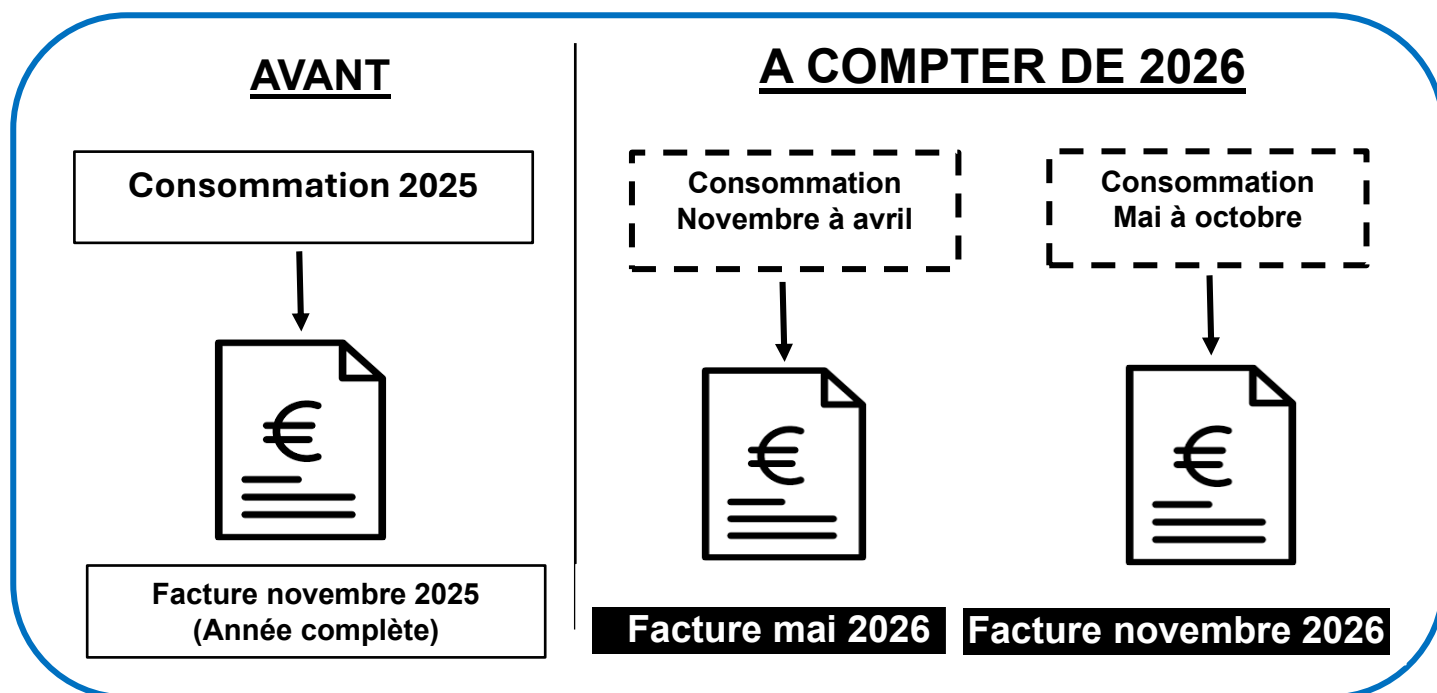 AVANT
Consommation 2025
€
Facture novembre 2025
(Année complète)
A COMPTER DE 2026
Consommation
Novembre à avril
€
Facture mai 2026
Consommation
Mai à octobre
€
Facture novembre 2026